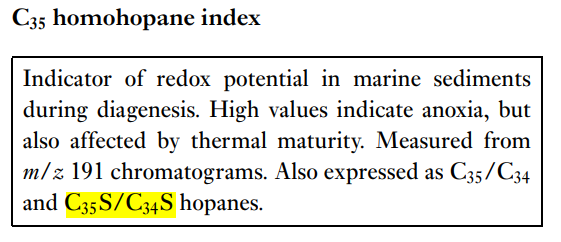 C₃₅ homohopane index
Indicator of redox potential in marine sediments
during diagenesis. High values indicate anoxia, but
also affected by thermal maturity. Measured from
m/z 191 chromatograms. Also expressed as C₃₅/C₃₄
and C₃₅S/C₃₄S hopanes.